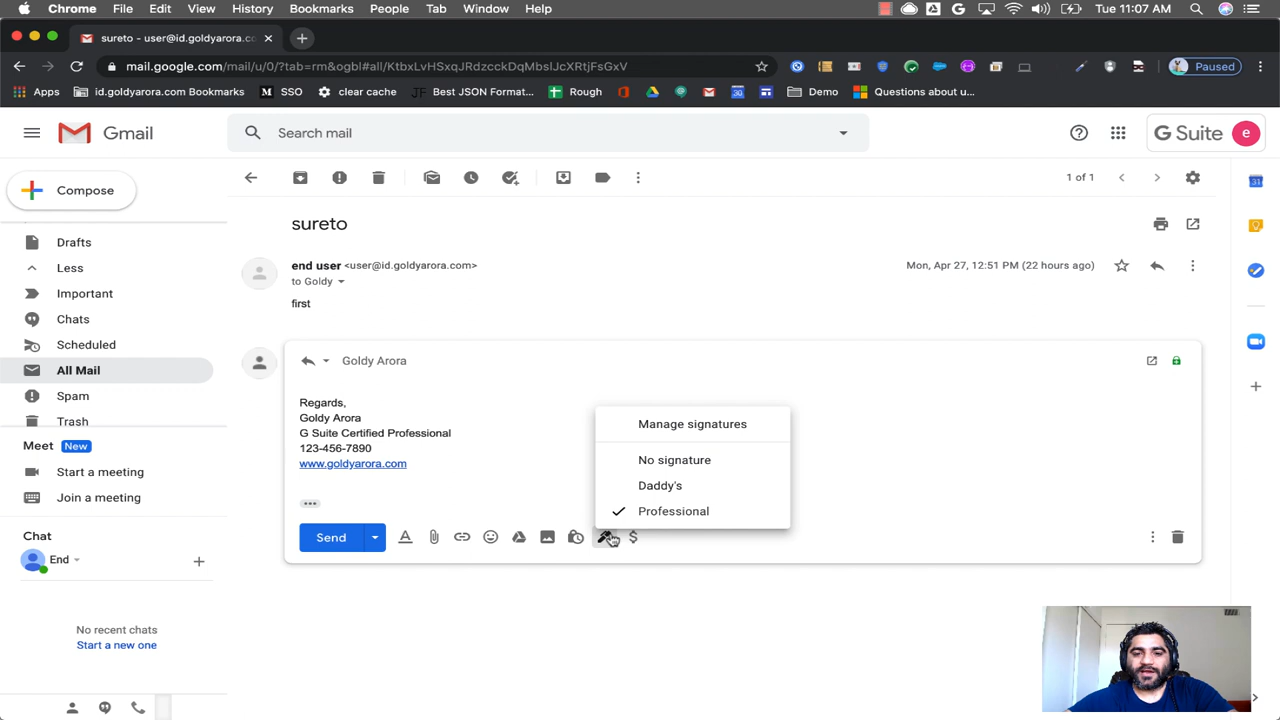 Chrome File Edit View History Bookmarks People Tab Window Help Tue 11:07 AM
sureto - user@id.goldyarora.co
mail.google.com/mail/u/0/?tab=rm&ogbl#all/KtbxLvHSxqJRdzcckDqMbslJcXRtjFsGxV Paused
Apps id.goldyarora.com Bookmarks SSO clear cache Best JSON Format... Rough Demo Questions about u...
Gmail
Search mail
G Suite e
Compose
1 of 1
31
sureto
Drafts
Less
Important
Chats
Scheduled
All Mail
Spam
Trash
end user <user@id.goldyarora.com> Mon, Apr 27, 12:51 PM (22 hours ago)
to Goldy
first
Goldy Arora
Regards,
Goldy Arora
G Suite Certified Professional
123-456-7890
www.goldyarora.com
Manage signatures
No signature
Daddy's
Professional
Send
Meet New
Start a meeting
Join a meeting
Chat
End
No recent chats
Start a new one